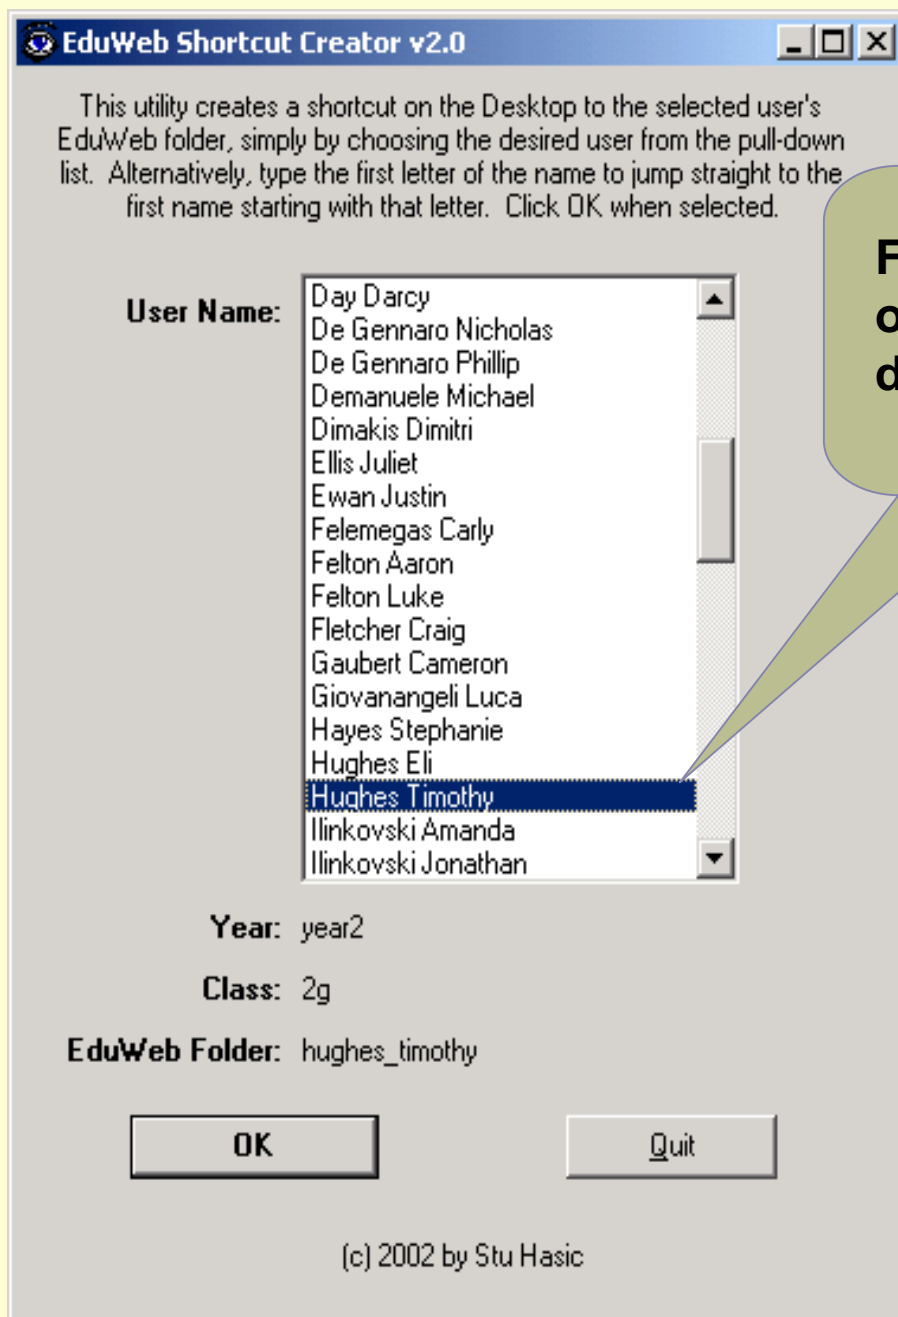 EduWeb Shortcut Creator v2.0
This utility creates a shortcut on the Desktop to the selected user's
EduWeb folder, simply by choosing the desired user from the pull-down
list. Alternatively, type the first letter of the name to jump straight to the
first name starting with that letter. Click OK when selected.
User Name:
Day Darcy
De Gennaro Nicholas
De Gennaro Phillip
Demanuele Michael
Dimakis Dimitri
Ellis Juliet
Ewan Justin
Felemegas Carly
Felton Aaron
Felton Luke
Fletcher Craig
Gaubert Cameron
Giovanangeli Luca
Hayes Stephanie
Hughes Eli
Hughes Timothy
Ilinkovski Amanda
Ilinkovski Jonathan
Year: year2
Class: 2g
EduWeb Folder: hughes_timothy
OK Quit
(c) 2002 by Stu Hasic